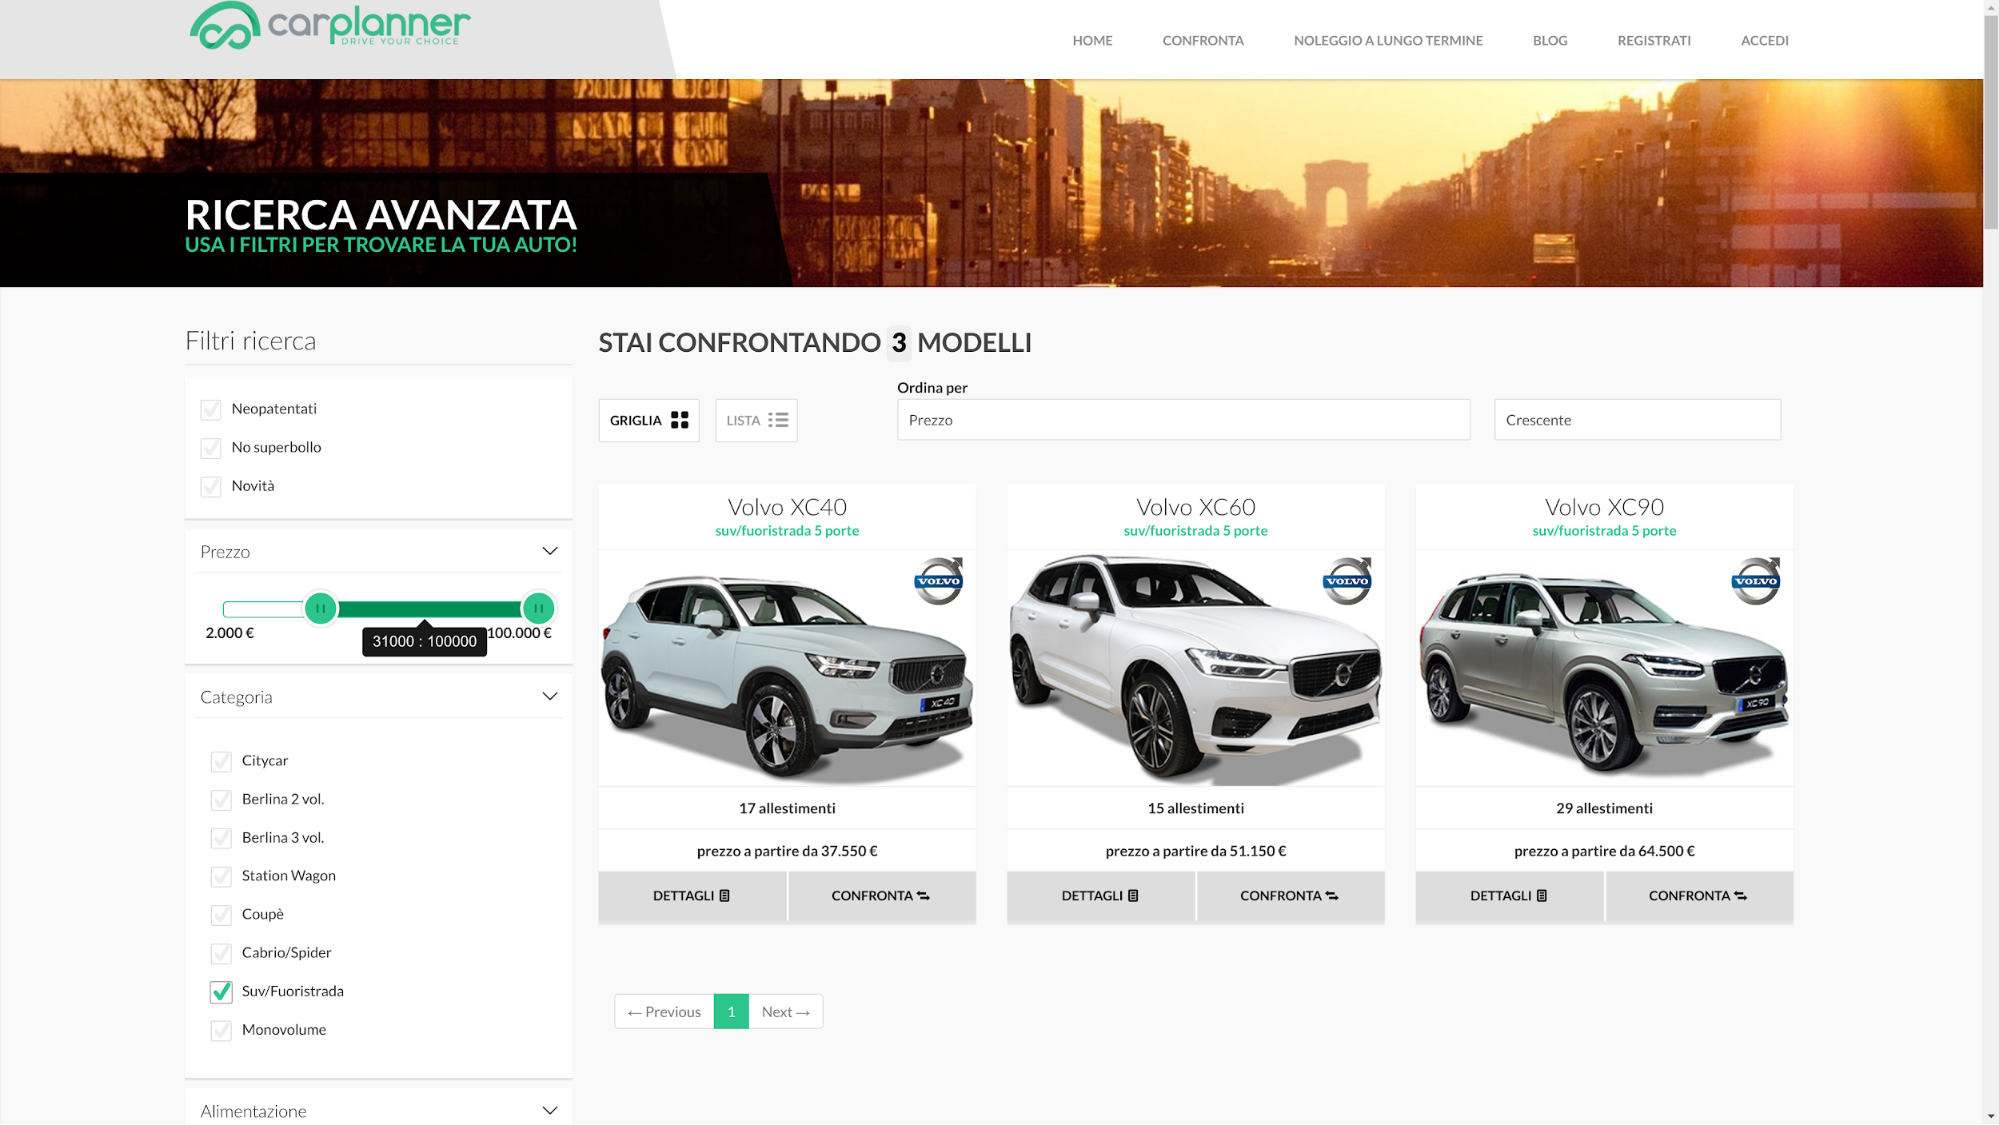 carplanner
DRIVE YOUR CHOICE
HOME
CONFRONTA
NOLEGGIO A LUNGO TERMINE
BLOG
REGISTRATI
ACCEDI
RICERCA AVANZATA
USA I FILTRI PER TROVARE LA TUA AUTO!
Filtri ricerca
Neopatentati
No superbollo
Novità
Prezzo
2.000 €
31000 : 100000
100.000 €
Categoria
Citycar
Berlina 2 vol.
Berlina 3 vol.
Station Wagon
Coupè
Cabrio/Spider
Suv/Fuoristrada
Monovolume
Alimentazione
STAI CONFRONTANDO 3 MODELLI
GRIGLIA
LISTA
Ordina per
Prezzo
Crescente
Volvo XC40
suv/fuoristrada 5 porte
VOLVO
XC 40
17 allestimenti
prezzo a partire da 37.550 €
DETTAGLI
CONFRONTA
Volvo XC60
suv/fuoristrada 5 porte
VOLVO
15 allestimenti
prezzo a partire da 51.150 €
DETTAGLI
CONFRONTA
Volvo XC90
suv/fuoristrada 5 porte
VOLVO
XC 90
29 allestimenti
prezzo a partire da 64.500 €
DETTAGLI
CONFRONTA
← Previous
1
Next →